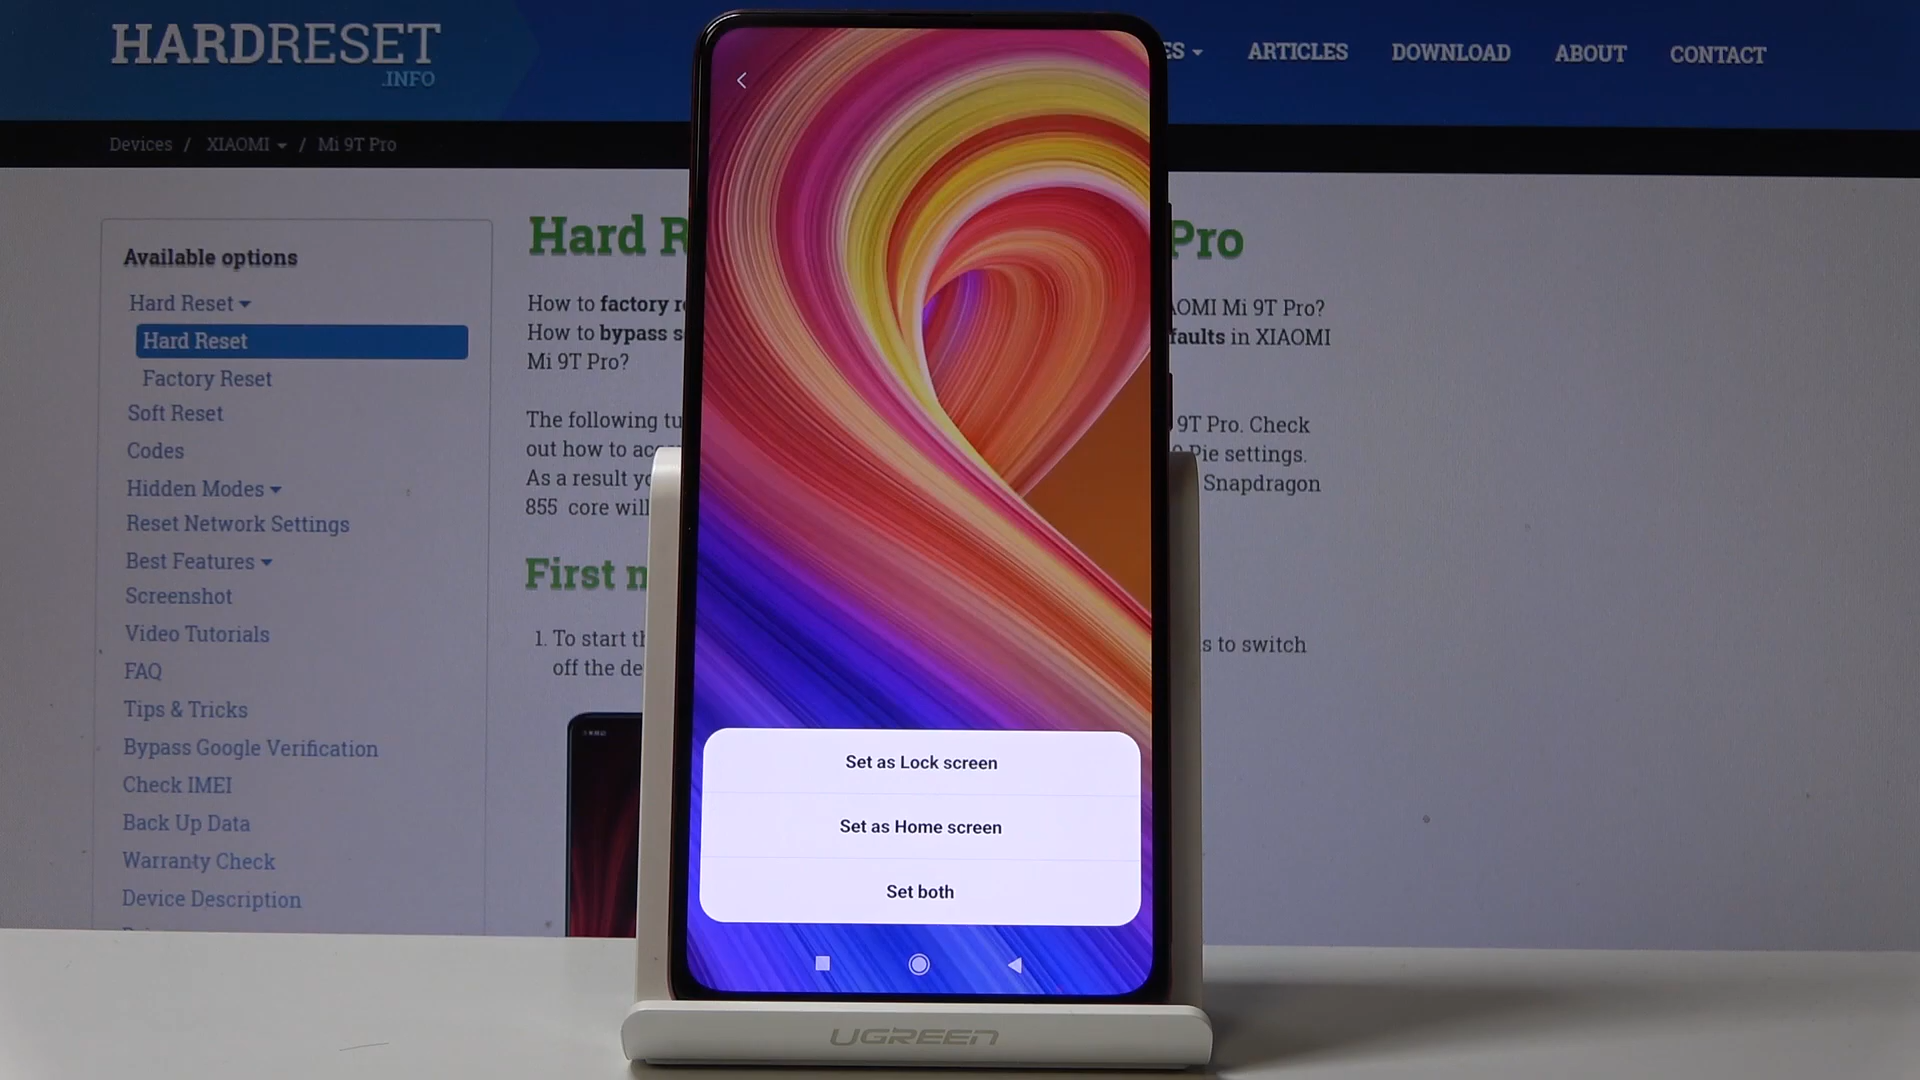 HARDRESET
.INFO
ES
ARTICLES
DOWNLOAD
ABOUT
CONTACT
Devices / XIAOMI / Mi 9T Pro
Available options
Hard Reset
Hard Reset
Factory Reset
Soft Reset
Codes
Hidden Modes
Reset Network Settings
Best Features
Screenshot
Video Tutorials
FAQ
Tips & Tricks
Bypass Google Verification
Check IMEI
Back Up Data
Warranty Check
Device Description
Hard R Pro
How to factory re AOMI Mi 9T Pro?
How to bypass s faults in XIAOMI
Mi 9T Pro?
The following tu 9T Pro. Check
out how to acc Pie settings.
As a result yo Snapdragon
855 core will
First m
1. To start th s to switch
off the de
Set as Lock screen
Set as Home screen
Set both
UGREEN